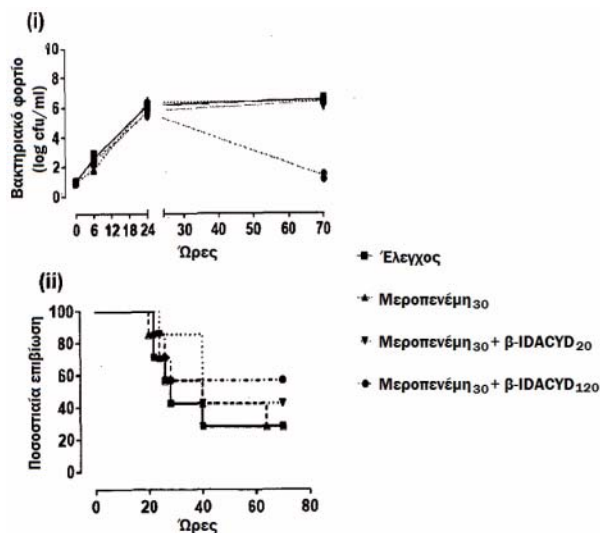 (i)
Βακτηριακό φορτίο
(log cfu/ml)
10
8
6
4
2
0
0 6 12 18 24 30 40 50 60 70
Ώρες
(ii)
Ποσοστιαία επιβίωση
100
80
60
40
20
0
0 20 40 60 80
Ώρες
Έλεγχος
Μεροπενέμη30
Μεροπενέμη30 + β-IDACYD20
Μεροπενέμη30 + β-IDACYD120